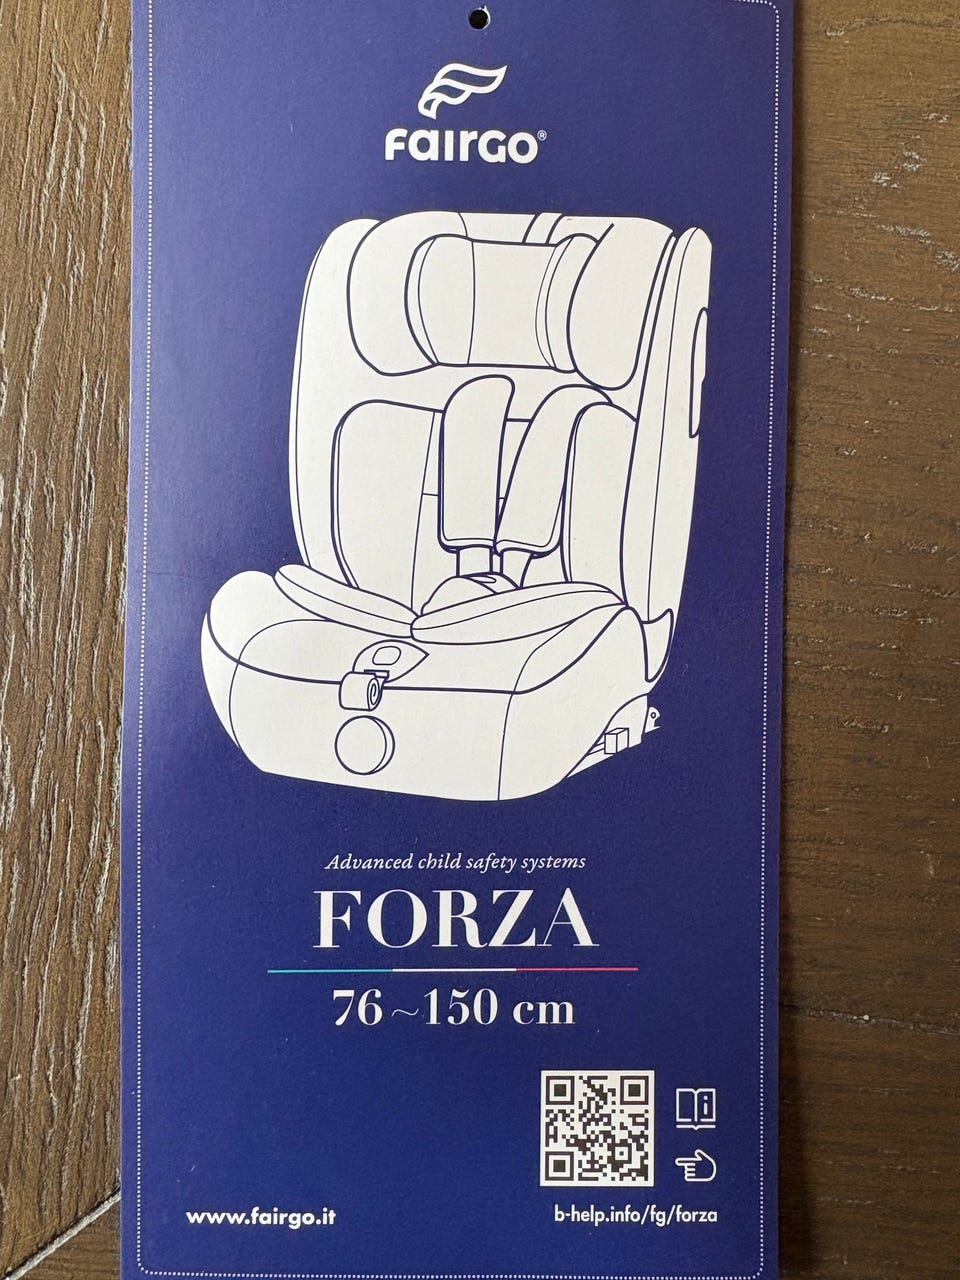 FAIRGO®
Advanced child safety systems
FORZA
76~150 cm
i
www.fairgo.it
b-help.info/fg/forza